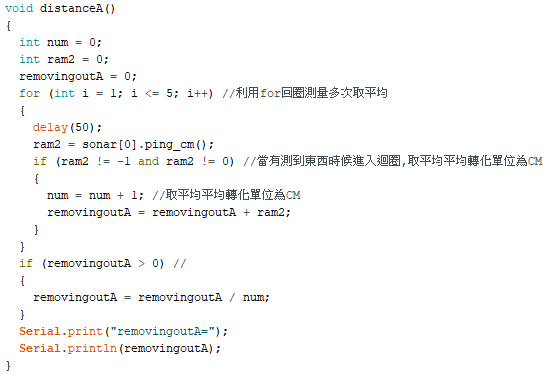 void distanceA()
{
  int num = 0;
  int ram2 = 0;
  removingoutA = 0;
  for (int i = 1; i <= 5; i++) //利用for回圈測量多次取平均
  {
    delay(50);
    ram2 = sonar[0].ping_cm();
    if (ram2 != -1 and ram2 != 0) //當有測到東西時候進入迴圈,取平均平均轉化單位為CM
    {
      num = num + 1; //取平均平均轉化單位為CM
      removingoutA = removingoutA + ram2;
    }
  }
  if (removingoutA > 0) //
  {
    removingoutA = removingoutA / num;
  }
  Serial.print("removingoutA=");
  Serial.println(removingoutA);
}